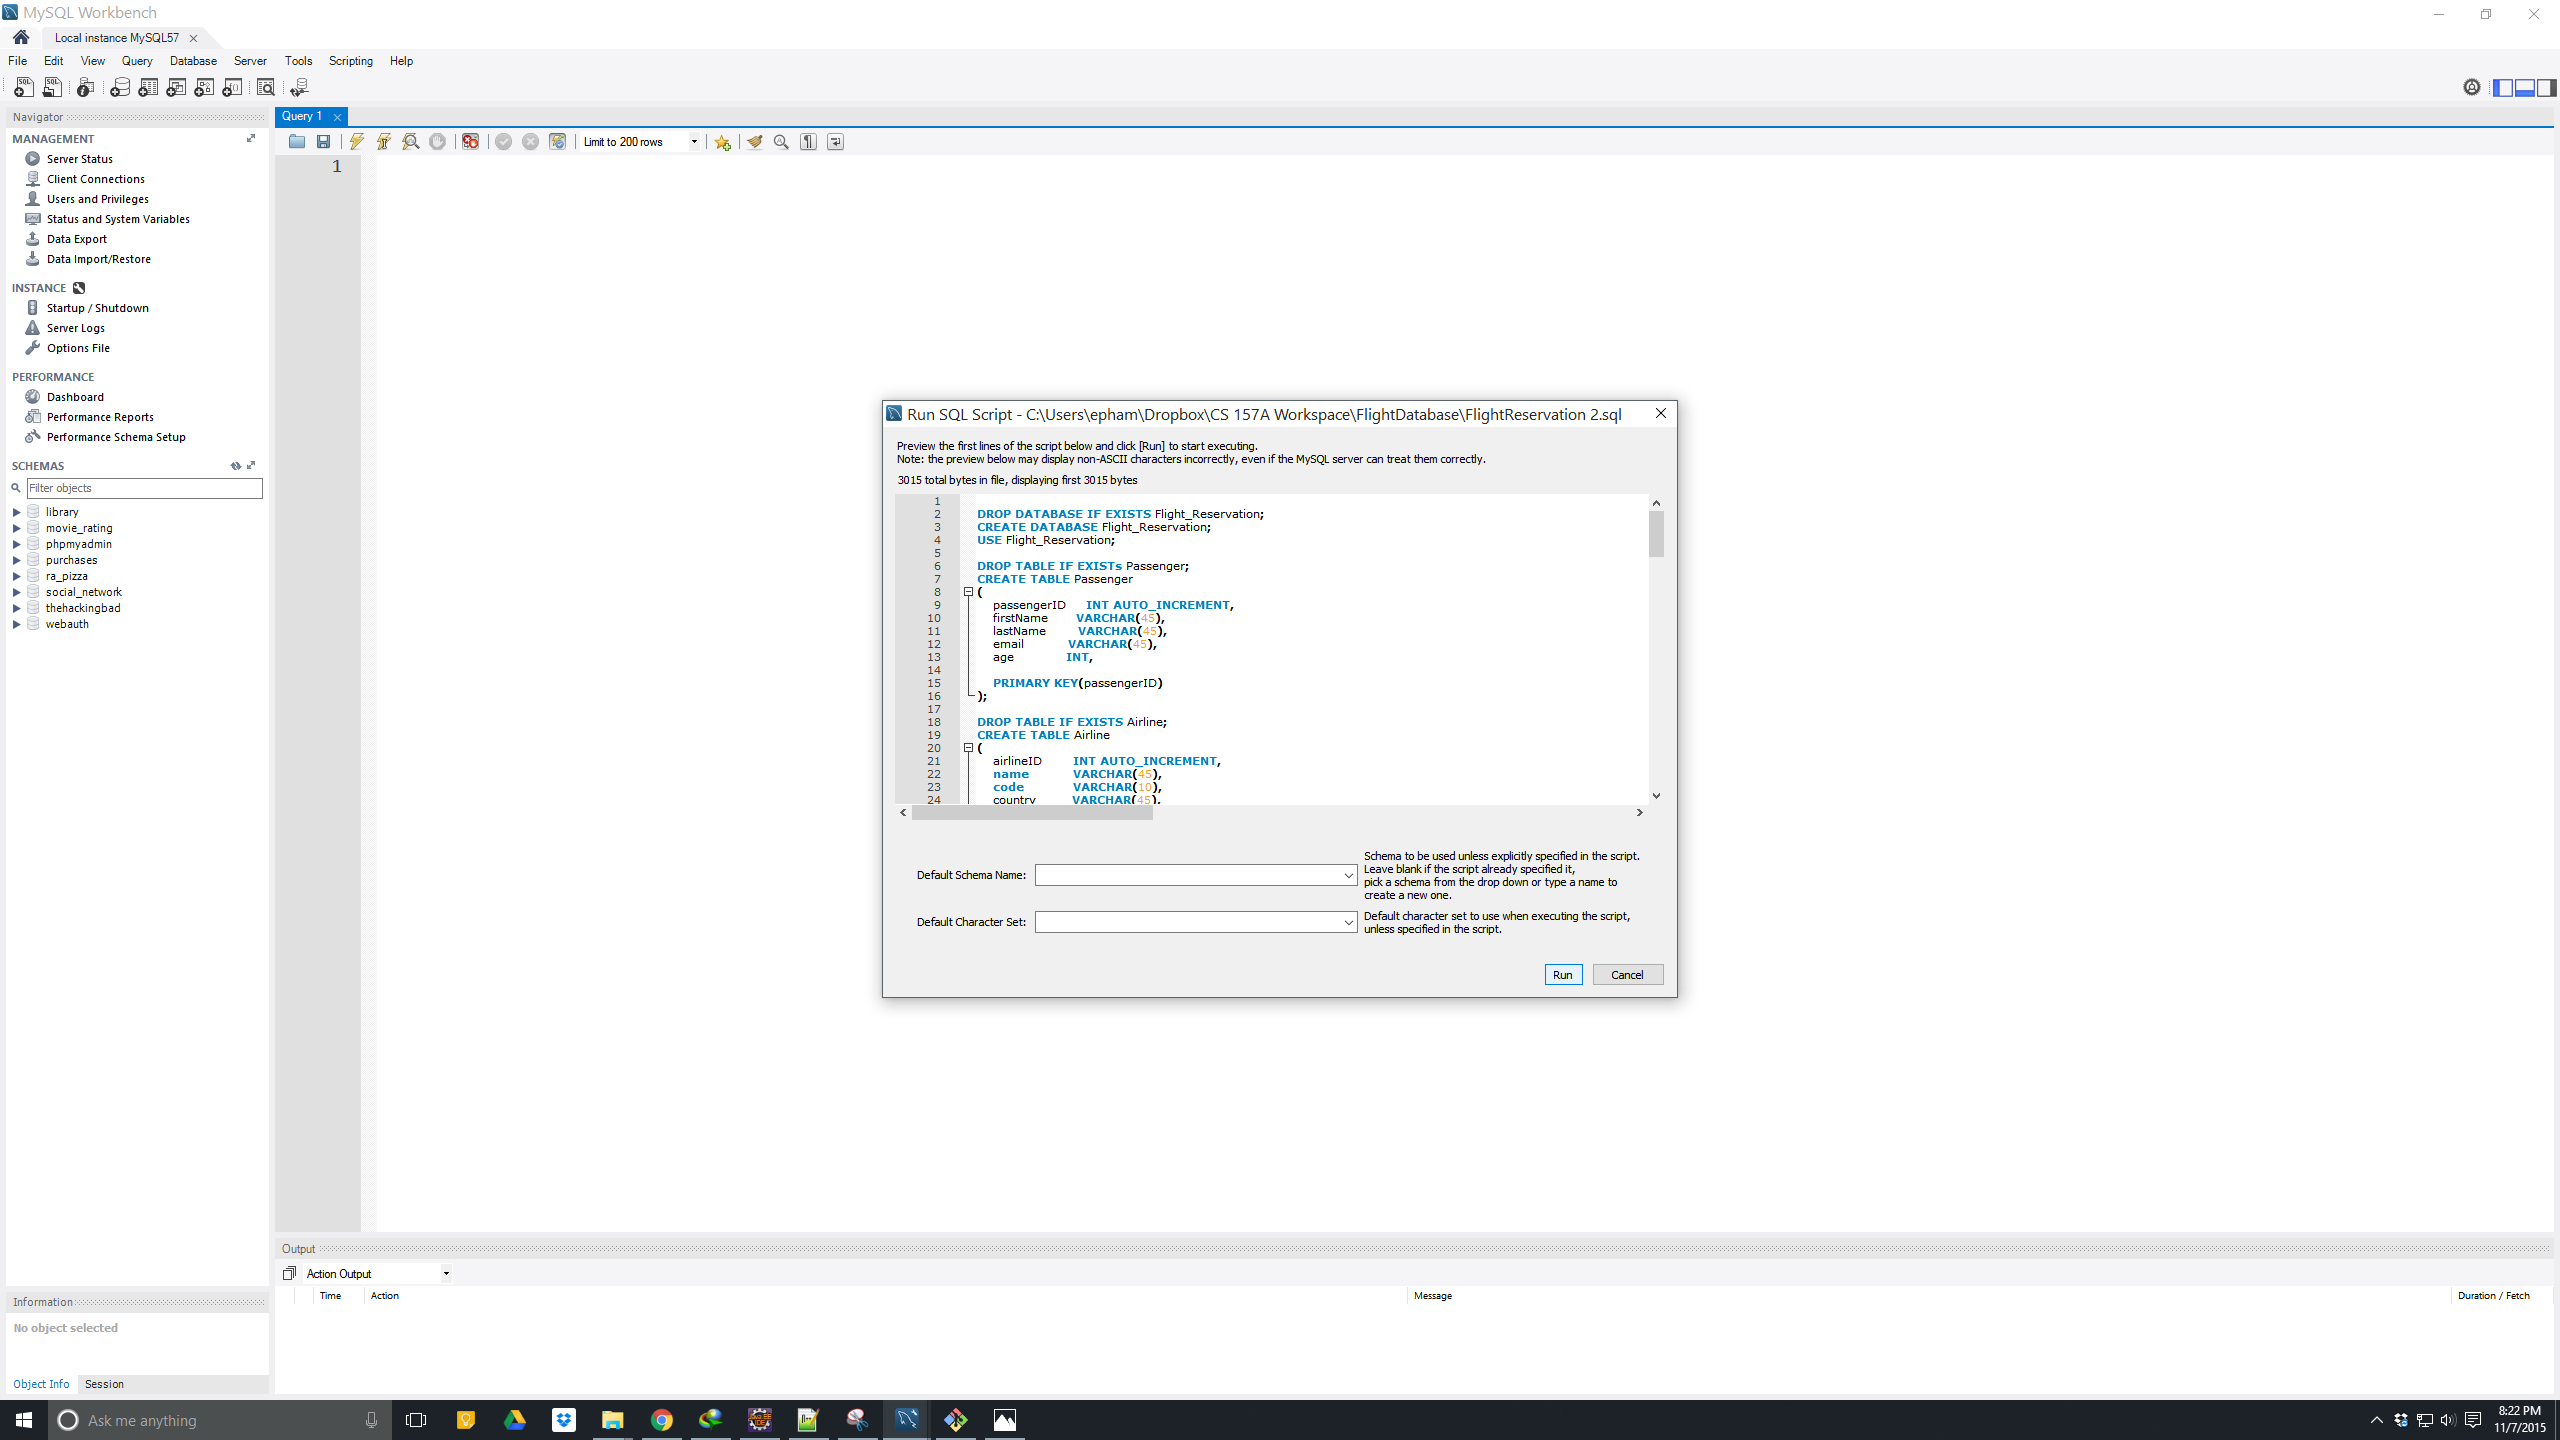 MySQL Workbench
Local instance MySQL57
File Edit View Query Database Server Tools Scripting Help
Navigator
MANAGEMENT
Server Status
Client Connections
Users and Privileges
Status and System Variables
Data Export
Data Import/Restore
INSTANCE
Startup / Shutdown
Server Logs
Options File
PERFORMANCE
Dashboard
Performance Reports
Performance Schema Setup
SCHEMAS
Filter objects
library
movie_rating
phpmyadmin
purchases
ra_pizza
social_network
thehackingbad
webauth
Information
No object selected
Object Info Session
Query 1
Limit to 200 rows
1
Run SQL Script - C:\Users\epham\Dropbox\CS 157A Workspace\FlightDatabase\FlightReservation 2.sql
Preview the first lines of the script below and click [Run] to start executing.
Note: the preview below may display non-ASCII characters incorrectly, even if the MySQL server can treat them correctly.
3015 total bytes in file, displaying first 3015 bytes
1
2 DROP DATABASE IF EXISTS Flight_Reservation;
3 CREATE DATABASE Flight_Reservation;
4 USE Flight_Reservation;
5
6 DROP TABLE IF EXISTs Passenger;
7 CREATE TABLE Passenger
8 (
9 passengerID INT AUTO_INCREMENT,
10 firstName VARCHAR(45),
11 lastName VARCHAR(45),
12 email VARCHAR(45),
13 age INT,
14
15 PRIMARY KEY(passengerID)
16 );
17
18 DROP TABLE IF EXISTS Airline;
19 CREATE TABLE Airline
20 (
21 airlineID INT AUTO_INCREMENT,
22 name VARCHAR(45),
23 code VARCHAR(10),
24 country VARCHAR(45),
Default Schema Name:
Schema to be used unless explicitly specified in the script.
Leave blank if the script already specified it,
pick a schema from the drop down or type a name to
create a new one.
Default Character Set:
Default character set to use when executing the script,
unless specified in the script.
Run Cancel
Output
Action Output
Time Action Message Duration / Fetch
Ask me anything
8:22 PM
11/7/2015